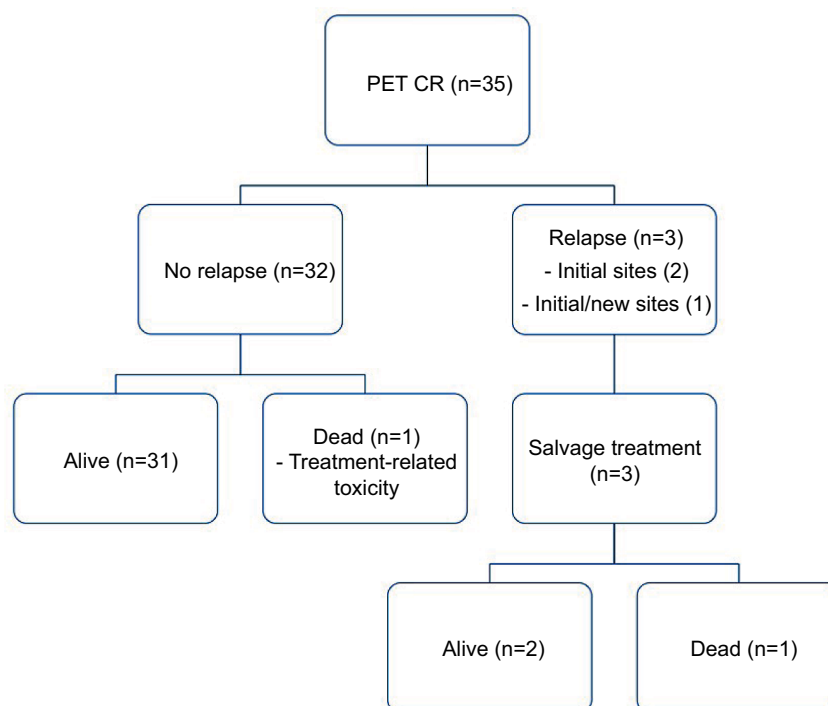 PET CR (n=35)
No relapse (n=32)
Relapse (n=3)
- Initial sites (2)
- Initial/new sites (1)
Alive (n=31)
Dead (n=1)
- Treatment-related
toxicity
Salvage treatment
(n=3)
Alive (n=2)
Dead (n=1)